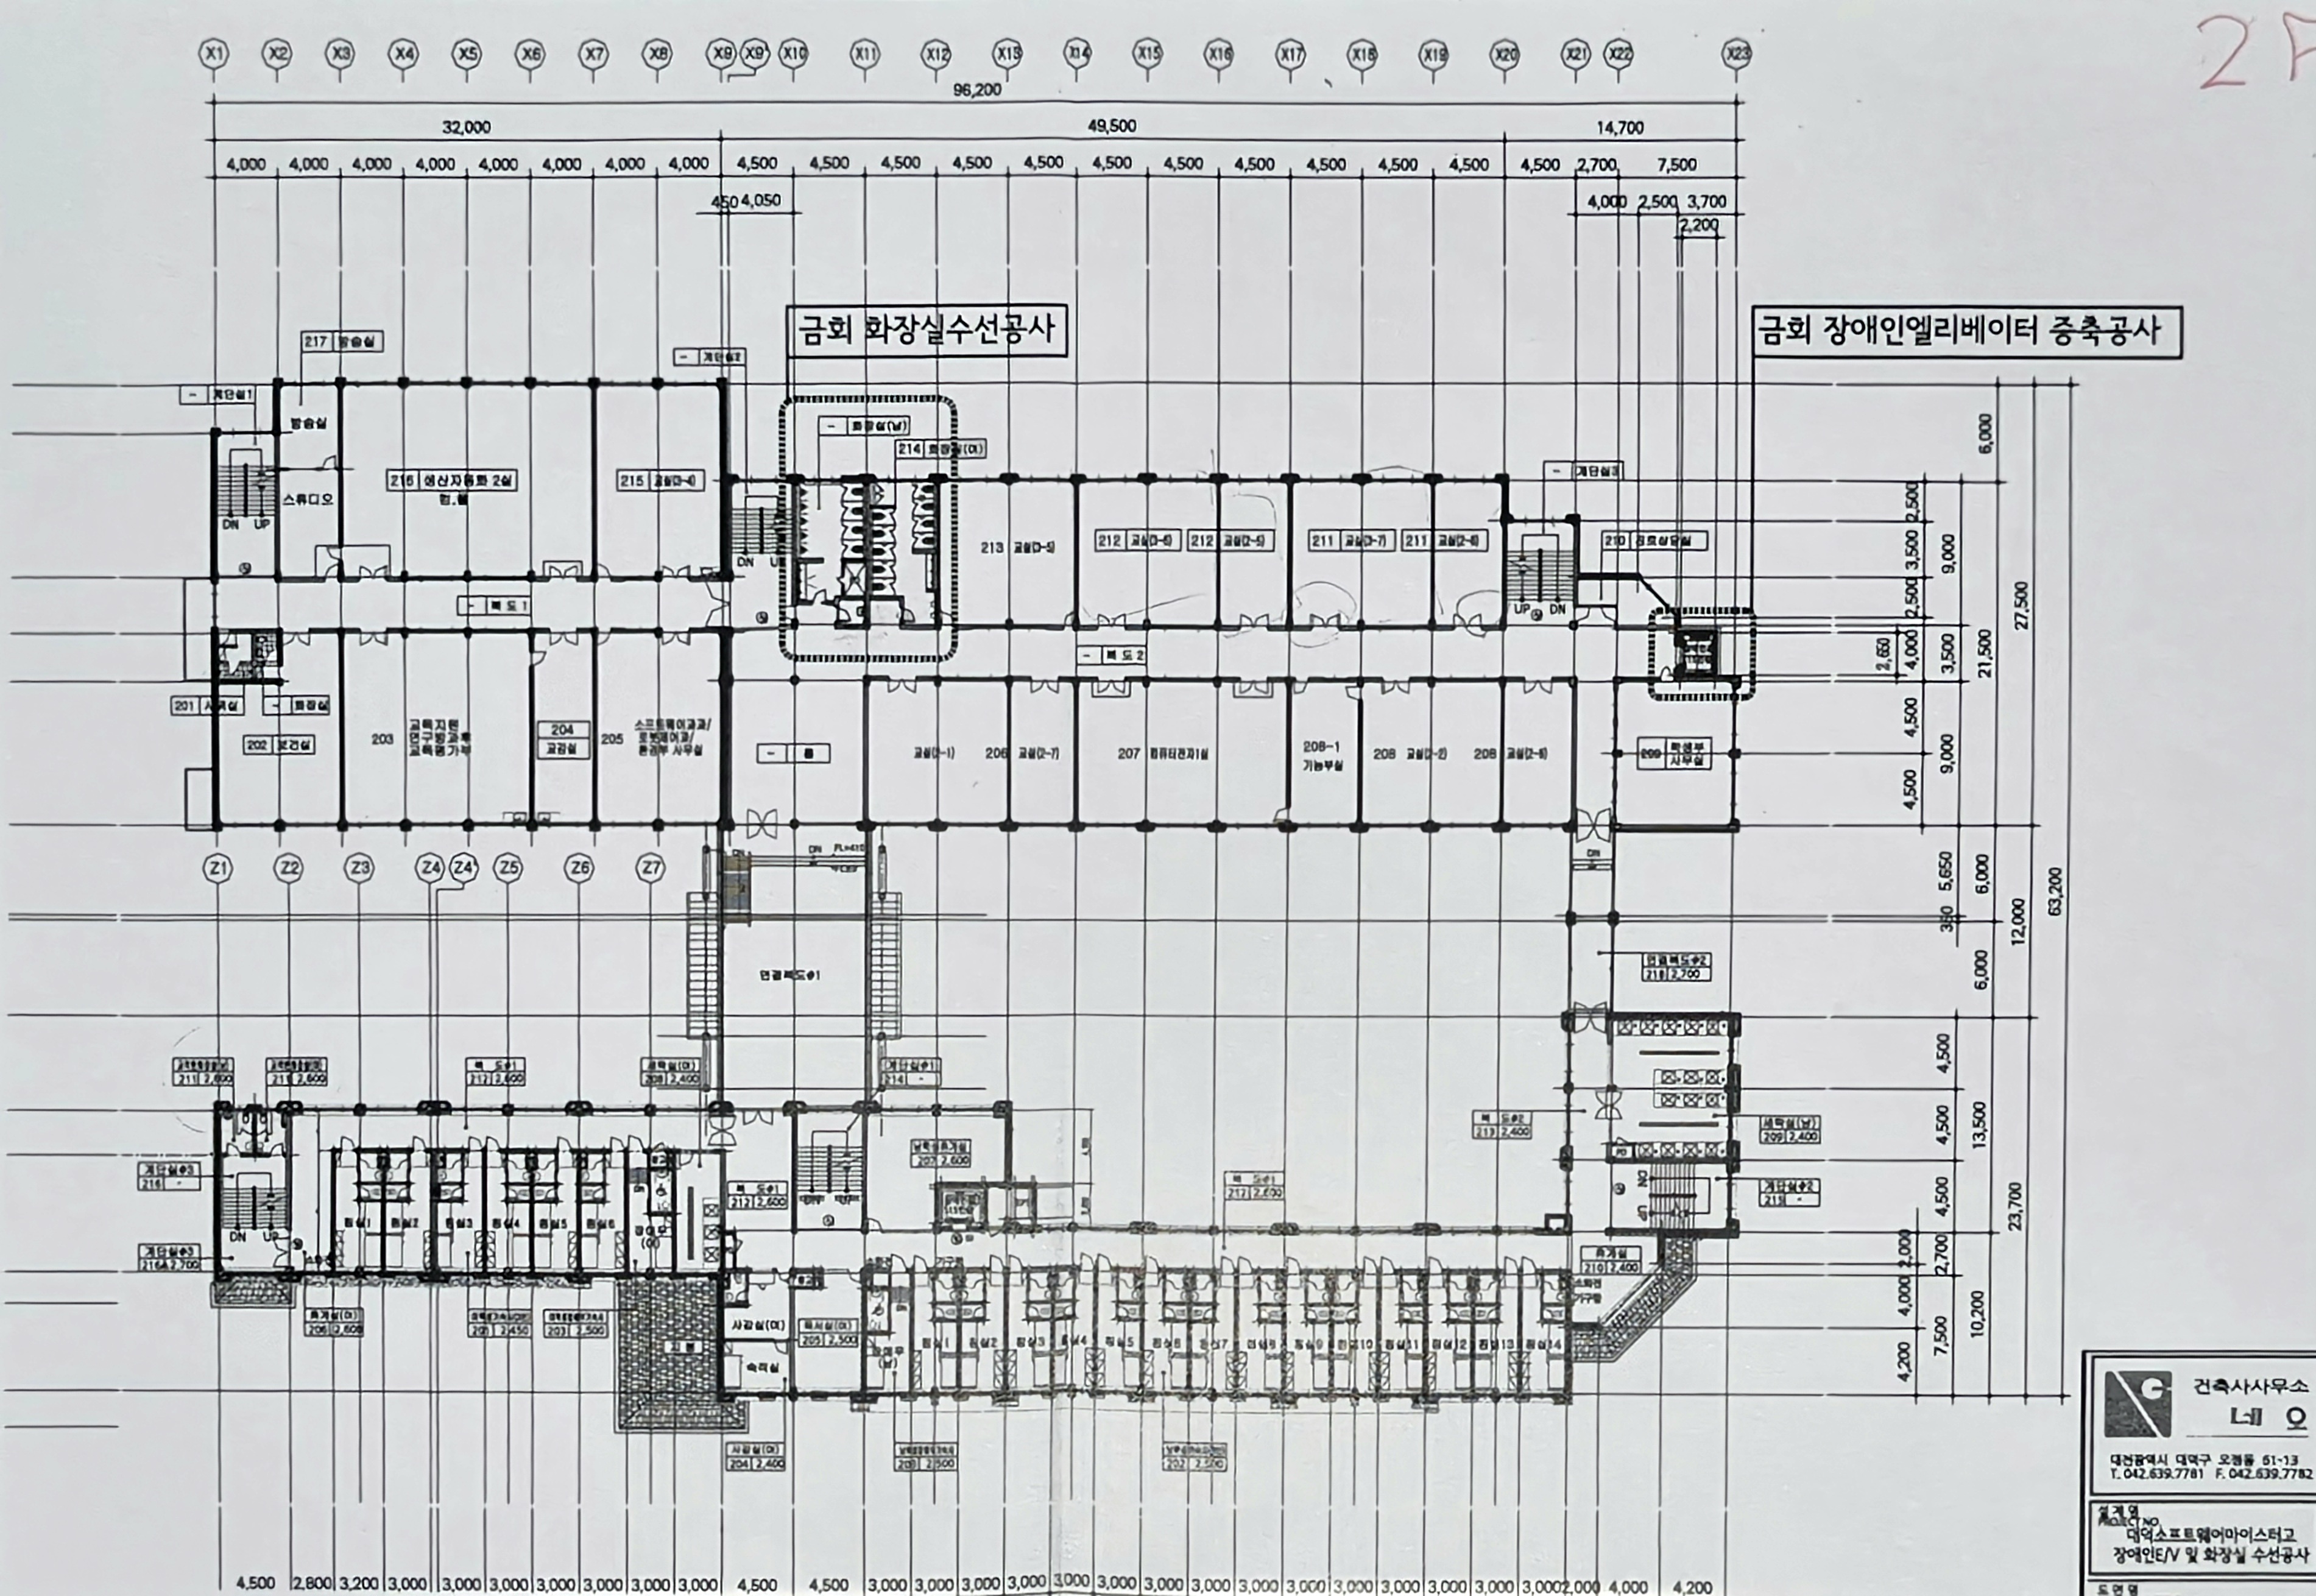 2F
X1 X2 X3 X4 X5 X6 X7 X8 X9 X9' X10 X11 X12 X13 X14 X15 X16 X17 X18 X19 X20 X21 X22 X23
96,200
32,000 49,500 14,700
4,000 4,000 4,000 4,000 4,000 4,000 4,000 4,000 4,500 4,500 4,500 4,500 4,500 4,500 4,500 4,500 4,500 4,500 4,500 4,500 2,700 7,500
450 4,050 4,000 2,500 3,700
2,200
금회 화장실수선공사
금회 장애인엘리베이터 증축공사
217 방송실
- 계단실2
- 계단실1
방송실
- 화장실(남)
214 화장실(여)
- 계단실3
216 생산자동화 2실
215 교실(3-4)
스튜디오
DN UP
DN
213 교실(3-5)
212 교실(3-6)
212 교실(2-5)
211 교실(3-7)
211 교실(2-6)
210 진로상담실
UP DN
- 복도1
- 복도2
201
- 화장실
202 보건실
203 교육지원
연구방과후
교육평가부
204
교감실
205 소프트웨어과/
사무실
- 홀
교실(2-1)
206 교실(2-7)
207 컴퓨터전자1실
208-1
기능부실
208 교실(2-2)
208
209 학생부
사무실
6,000
2,500 3,500 2,500 9,000
27,500
2,650 4,000 3,500 21,500
4,500 9,000 4,500
Z1 Z2 Z3 Z4 Z4' Z5 Z6 Z7
DN DN
DN
5,650 6,000
350 12,000 63,200
6,000
연결복도#1
연결복도#2
218 2,700
211 2,600
211 2,600
복 도#1
212 2,600
세탁실(여)
208 2,400
계단실#1
214 -
4,500
4,500 13,500
4,500
23,700
복 도#2
213 2,400
세탁실(남)
209 2,400
계단실#3
216 -
207 2,600
복 도#1
212 2,600
복 도#1
212 2,600
계단실#2
215 -
DN UP
침실1 침실2 침실3 침실4 침실5 침실6
계단실#3
216A 2,700
휴게실
210 2,400
2,000 2,700
4,000 10,200
7,500
4,200
휴게실(여)
206 2,600
201 2,450
203 2,500
지 붕
사감실(여)
205 2,500
숙직실
침실1 침실2 침실3 침실4 침실5 침실6 침실7 침실8 침실9 침실10 침실11 침실12 침실13 침실14
사감실(여)
204 2,400
2,500
202 2,500
4,500 2,800 3,200 3,000 3,000 3,000 3,000 3,000 3,000 4,500 4,500 3,000 3,000 3,000 3,000 3,000 3,000 3,000 3,000 3,000 3,000 3,000 3,000 3,000 3,000 3,000 2,000 4,000 4,200
건축사사무소
네 오
대전광역시 대덕구 오정동 61-13
T. 042.639.7781 F. 042.639.7782
설계명
PROJECT NO.
대덕소프트웨어마이스터고
장애인E/V 및 화장실 수선공사
도면명